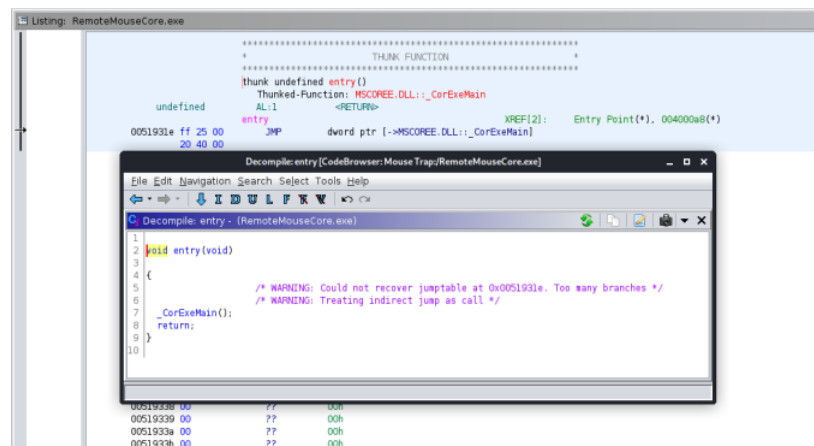 Listing: RemoteMouseCore.exe
**************************************************************
* THUNK FUNCTION *
**************************************************************
thunk undefined entry()
Thunked-Function: MSCOREE.DLL::_CorExeMain
undefined AL:1 <RETURN>
entry XREF[2]: Entry Point(*), 004000a8(*)
0051931e ff 25 00 JMP dword ptr [->MSCOREE.DLL::_CorExeMain]
20 40 00
Decompile: entry [CodeBrowser: Mouse Trap:/RemoteMouseCore.exe]
File Edit Navigation Search Select Tools Help
I D U L F V
Decompile: entry - (RemoteMouseCore.exe)
1
2 void entry(void)
3
4 {
5 /* WARNING: Could not recover jumptable at 0x0051931e. Too many branches */
6 /* WARNING: Treating indirect jump as call */
7 _CorExeMain();
8 return;
9 }
10
00519338 00 ?? 00h
00519339 00 ?? 00h
0051933a 00 ?? 00h
0051933b 00 ?? 00h